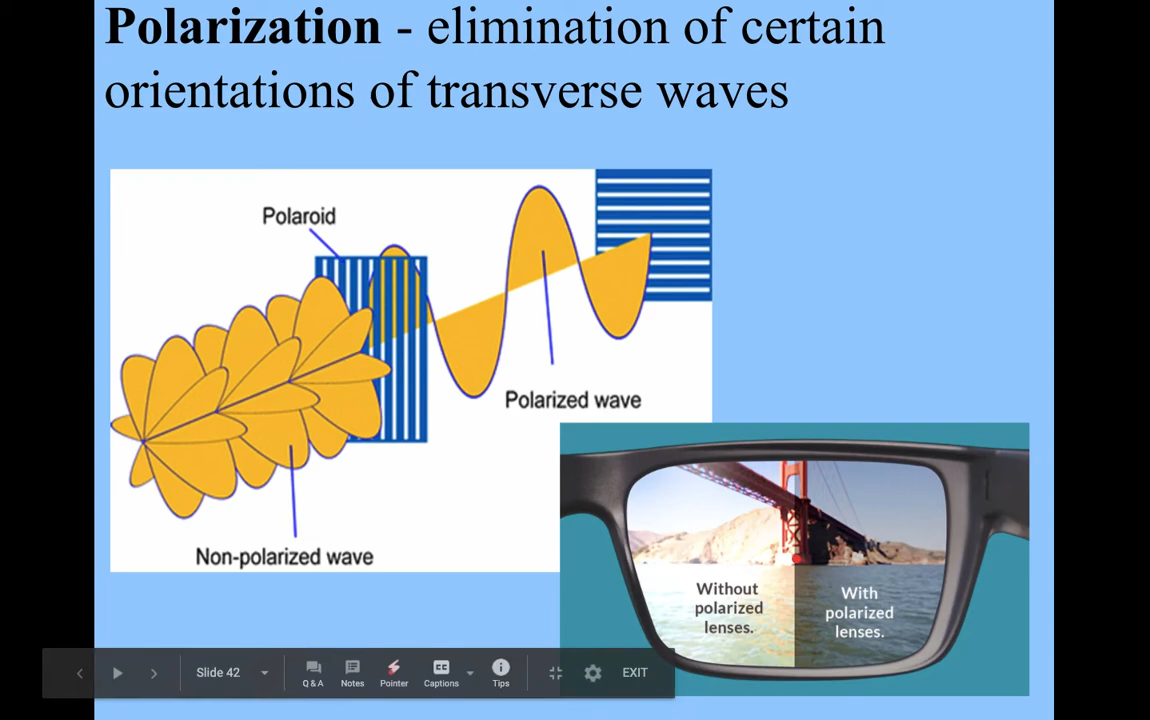 Polarization - elimination of certain
orientations of transverse waves
Polaroid
Polarized wave
Non-polarized wave
Without
polarized
lenses.
With
polarized
lenses.
Slide 42
Q & A
Notes
Pointer
CC
Captions
Tips
EXIT